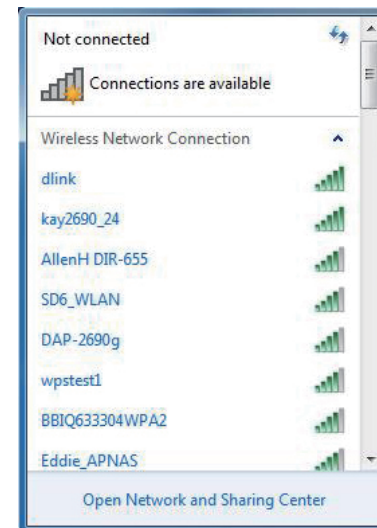 Not connected
Connections are available
Wireless Network Connection
dlink
kay2690_24
AllenH DIR-655
SD6_WLAN
DAP-2690g
wpstest1
BBIQ633304WPA2
Eddie_APNAS
Open Network and Sharing Center